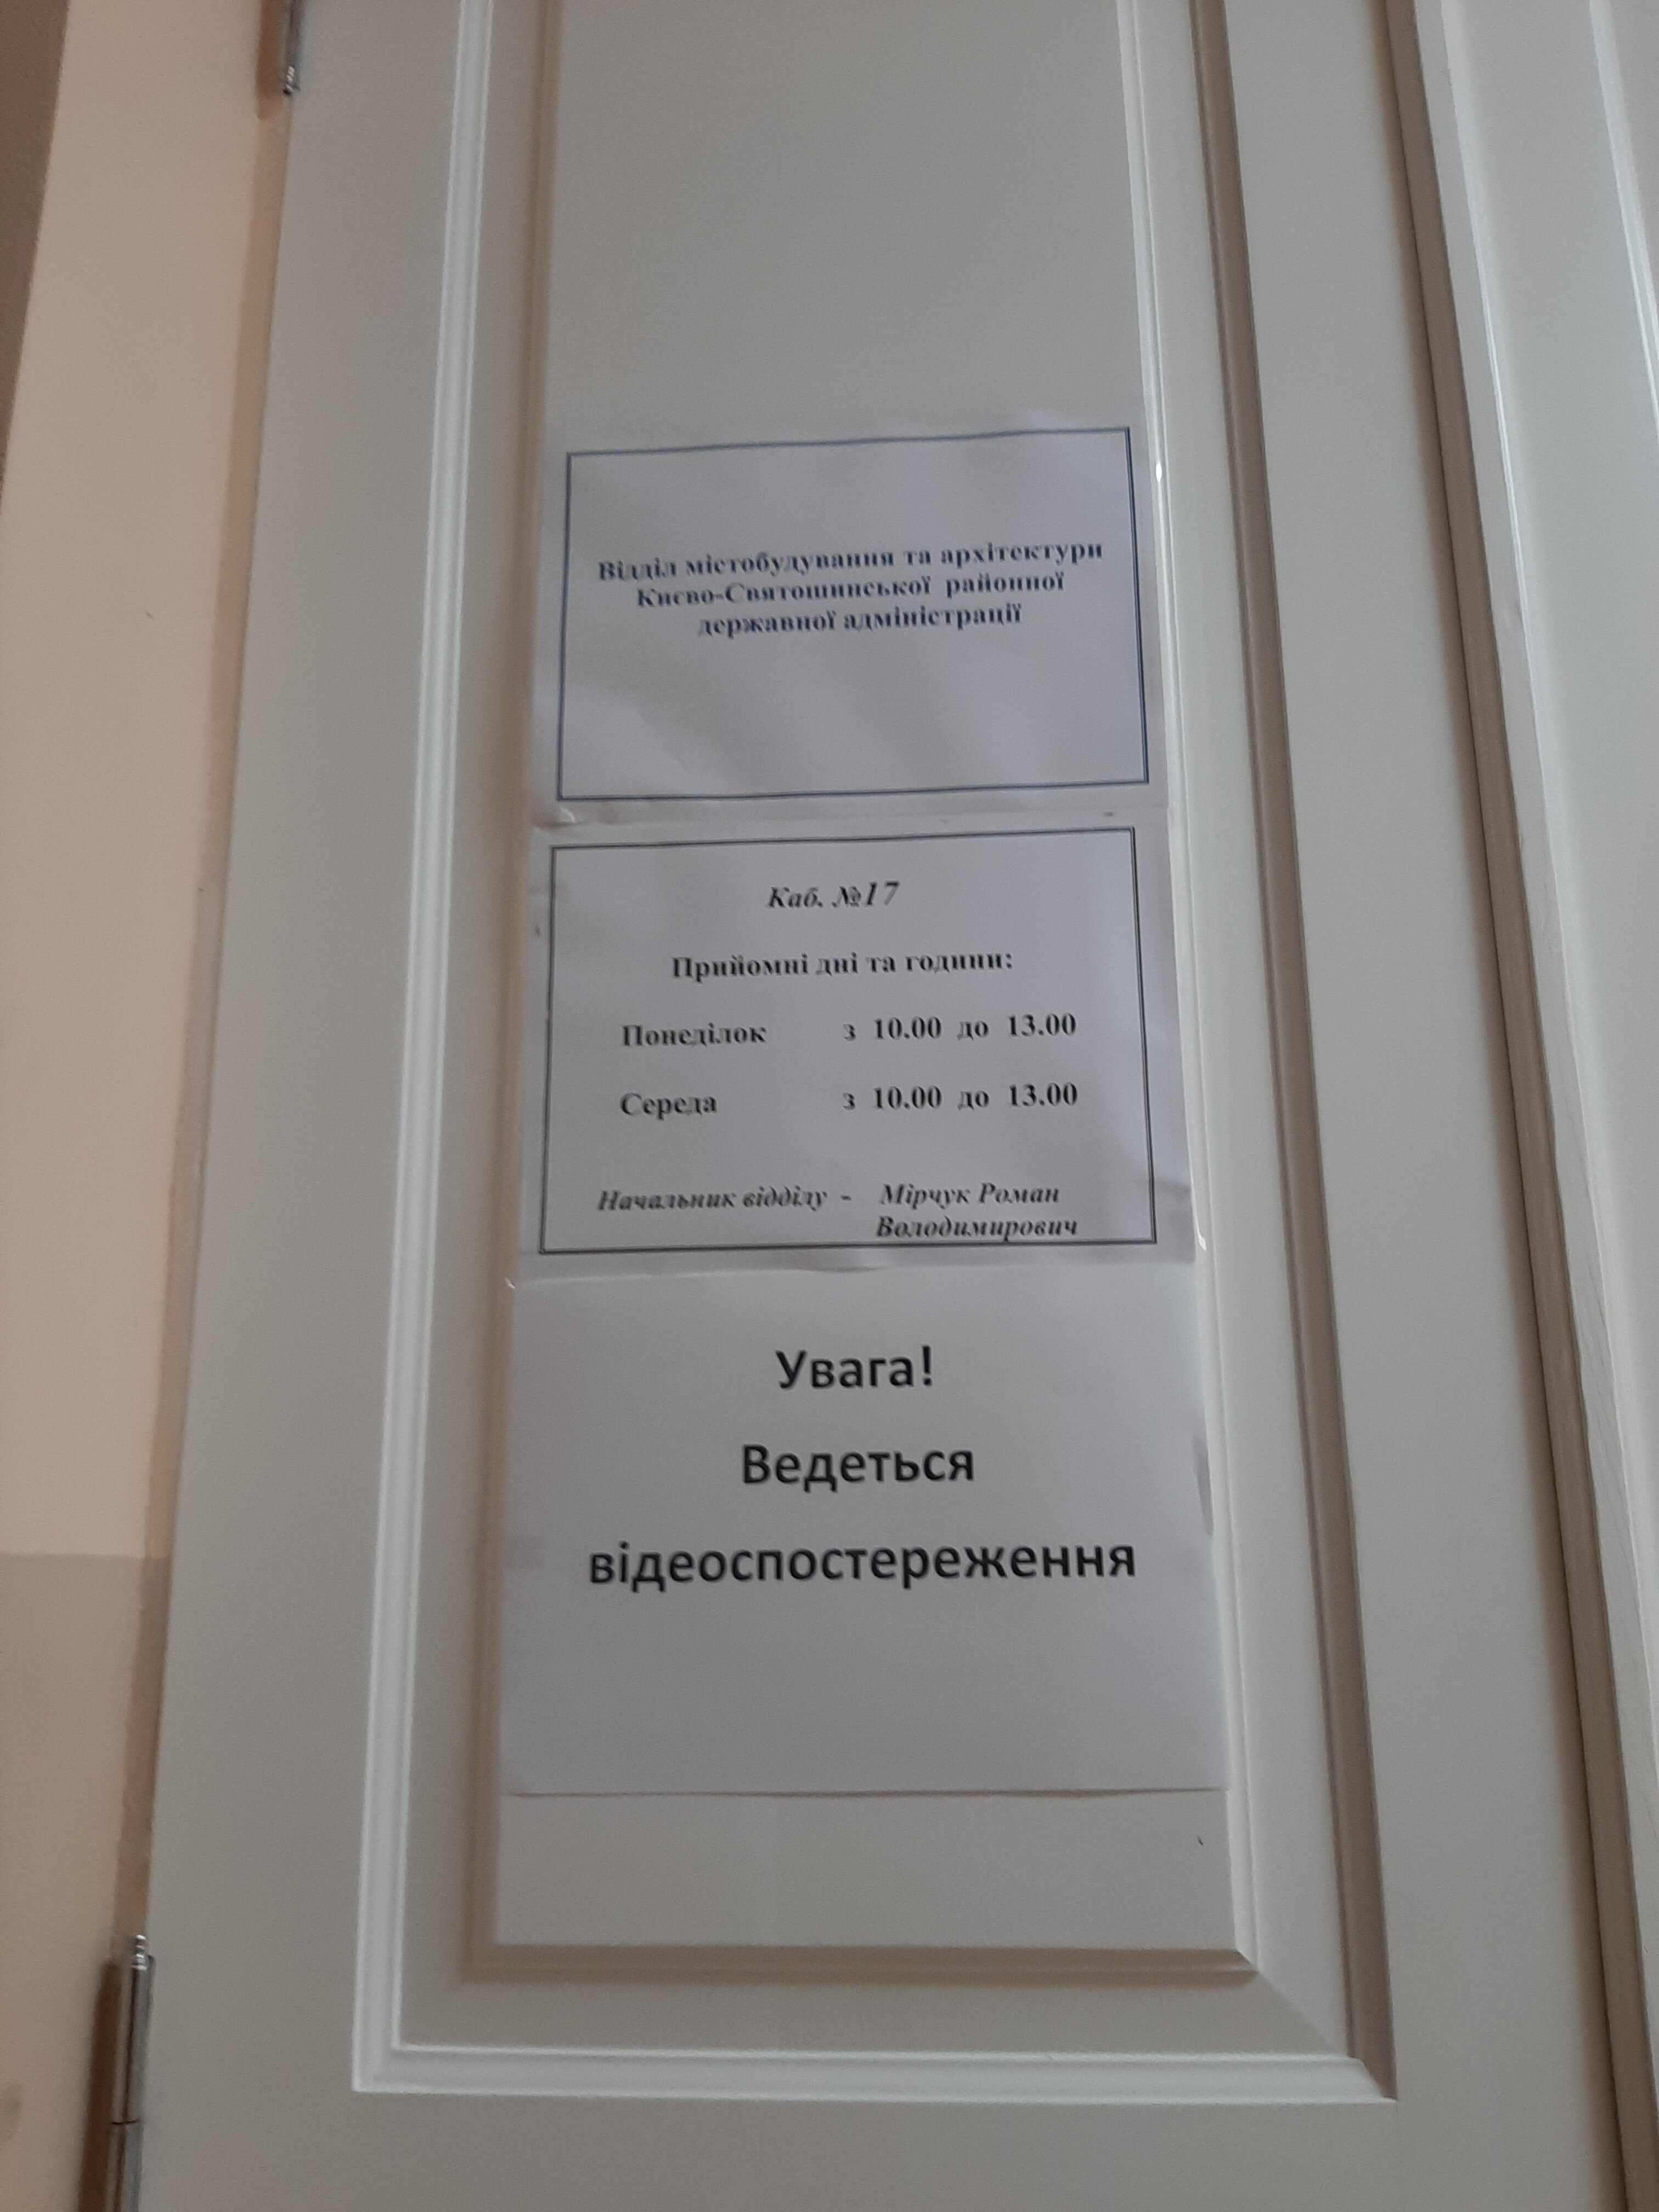 Відділ містобудування та архітектури
Києво-Святошинської районної
державної адміністрації
Каб. №17
Прийомні дні та години:
Понеділок з 10.00 до 13.00
Середа з 10.00 до 13.00
Начальник відділу - Мірчук Роман
Володимирович
Увага!
Ведеться
відеоспостереження